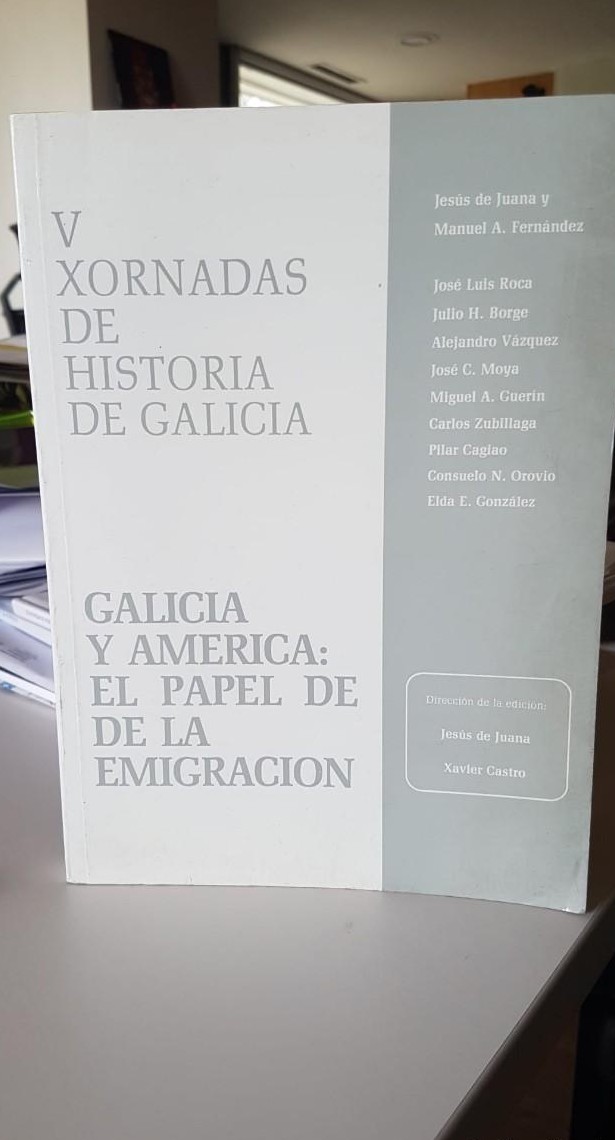 V
XORNADAS
DE
HISTORIA
DE GALICIA
GALICIA
Y AMERICA:
EL PAPEL DE
DE LA
EMIGRACION
Jesús de Juana y
Manuel A. Fernández
José Luis Roca
Julio H. Borge
Alejandro Vázquez
José C. Moya
Miguel A. Guerin
Carlos Zubillaga
Pilar Cagiao
Consuelo N. Orovio
Elda E. González
Dirección de la edición:
Jesús de Juana
Xavier Castro